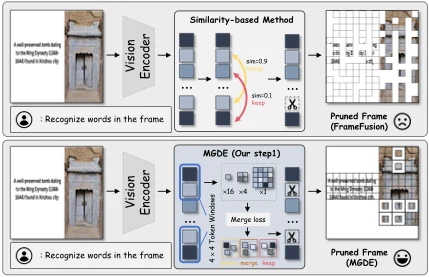 Similarity-based Method
A well-preserved tomb dating
to the Ming Dynasty (1368-
1644) found in Xinzhou city
Vision
Encoder
sim=0.9
merge
sim=0.1
keep
...
...
...
: Recognize words in the frame
Pruned Frame
(FrameFusion)
MGDE (Our step1)
A well-preserved tomb dating
to the Ming Dynasty (1368-
1644) found in Xinzhou city
Vision
Encoder
4 x 4 Token Windows
×16
×4
×1
Merge loss
merge
keep
...
...
: Recognize words in the frame
Pruned Frame
(MGDE)